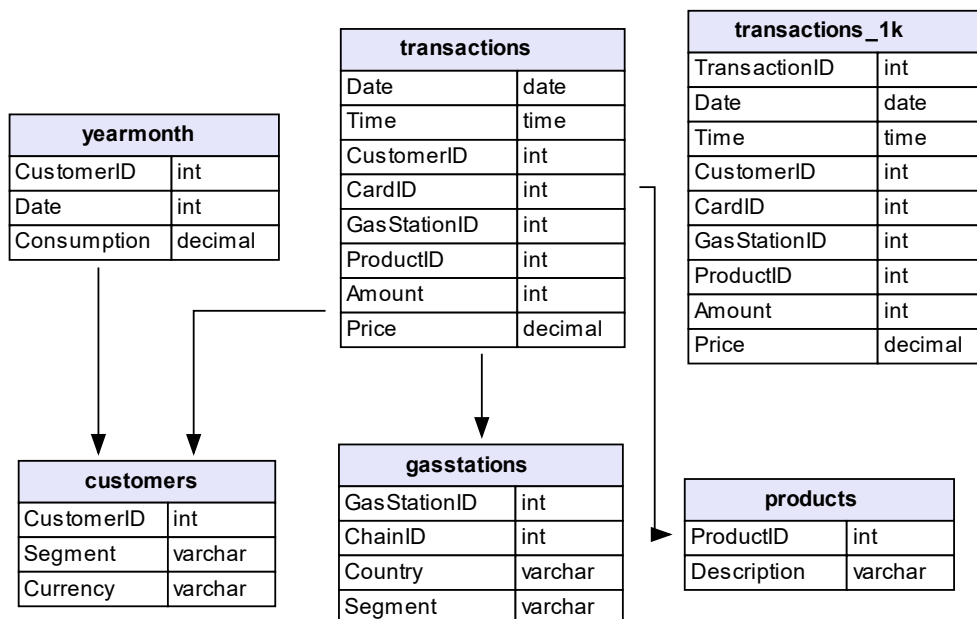 yearmonth
CustomerID int
Date int
Consumption decimal
transactions
Date date
Time time
CustomerID int
CardID int
GasStationID int
ProductID int
Amount int
Price decimal
transactions_1k
TransactionID int
Date date
Time time
CustomerID int
CardID int
GasStationID int
ProductID int
Amount int
Price decimal
customers
CustomerID int
Segment varchar
Currency varchar
gasstations
GasStationID int
ChainID int
Country varchar
Segment varchar
products
ProductID int
Description varchar